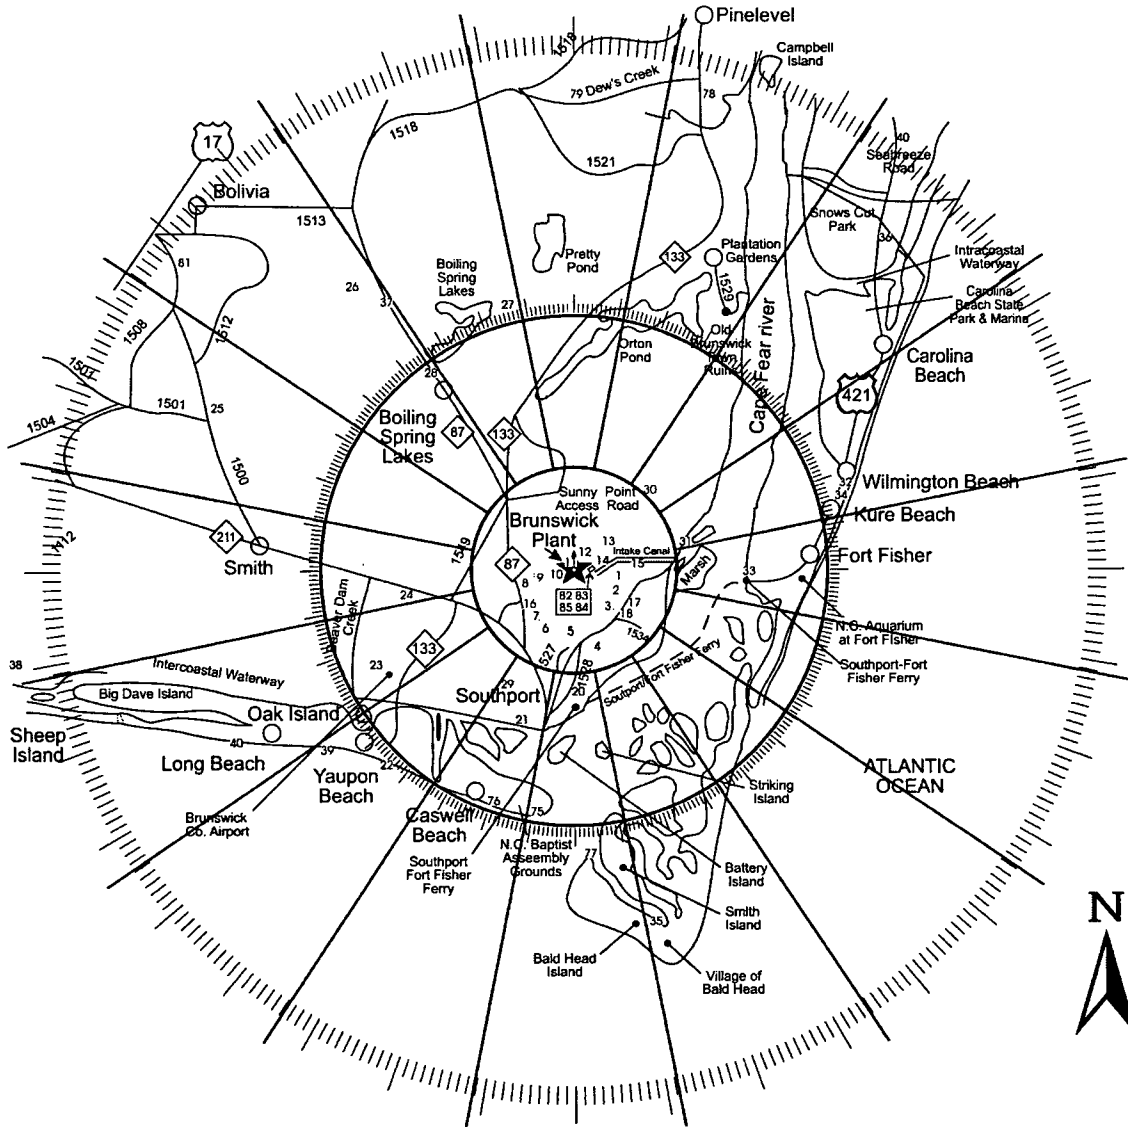 Pinelevel
1518
Campbell
Island
79 Dew's Creek
78
17
1518
40
Seabreeze
Road
1521
Bolivia
1513
Snows Cut
Park
36
Pretty
Pond
133
Plantation
Gardens
Intracoastal
Waterway
81
Boiling
Spring
Lakes
26
37
27
1529
Carolina
Beach State
Park & Marina
1508
1512
Orton
Pond
Old
Brunswick
Town
Ruins
Cape Fear river
Carolina
Beach
1501
28
421
1504
1501
25
Boiling
Spring
Lakes
87
133
1500
Wilmington Beach
32
34
Sunny Point
Access Road
30
Kure Beach
Brunswick
Plant
211
Smith
1549
87
13
12
Intake Canal
31
Fort Fisher
11
14
15
10
9
8
1
Marsh
33
82 83
85 84
2
24
16
7
3
17
18
6
5
4
1534
Beaver Dam
Creek
N.C. Aquarium
at Fort Fisher
133
1527
1528
Southport-Fort
Fisher Ferry
38
Intercoastal Waterway
23
29
Southport
20
Soutport/Fort Fisher Ferry
Big Dave Island
Oak Island
21
Sheep
Island
40
39
22
Long Beach
Yaupon
Beach
ATLANTIC
OCEAN
Striking
Island
76
75
Brunswick
Co. Airport
Caswell
Beach
Southport
Fort Fisher
Ferry
N.C. Baptist
Asseembly
Grounds
77
Battery
Island
Smith
Island
35
Bald Head
Island
Village of
Bald Head
N